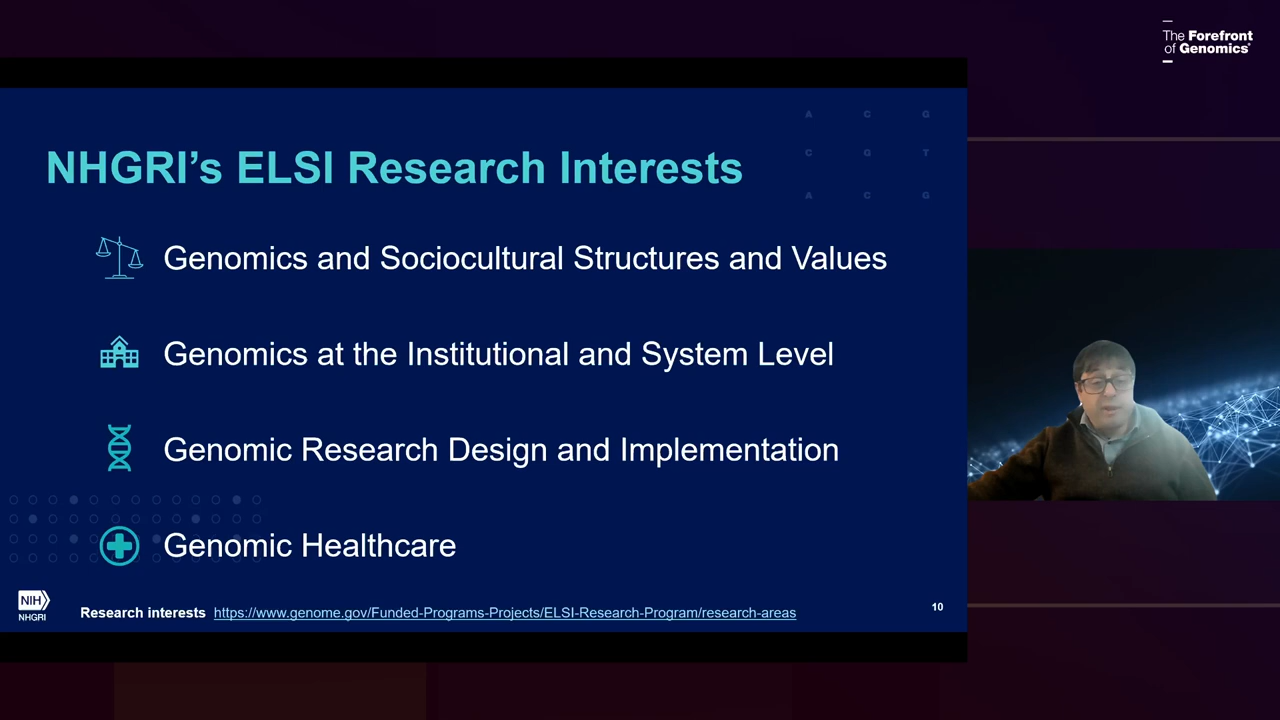 The Forefront
of Genomics®
A C G
C G T
A C G
NHGRI's ELSI Research Interests
Genomics and Sociocultural Structures and Values
Genomics at the Institutional and System Level
Genomic Research Design and Implementation
Genomic Healthcare
NIH
NHGRI
Research interests https://www.genome.gov/Funded-Programs-Projects/ELSI-Research-Program/research-areas
10